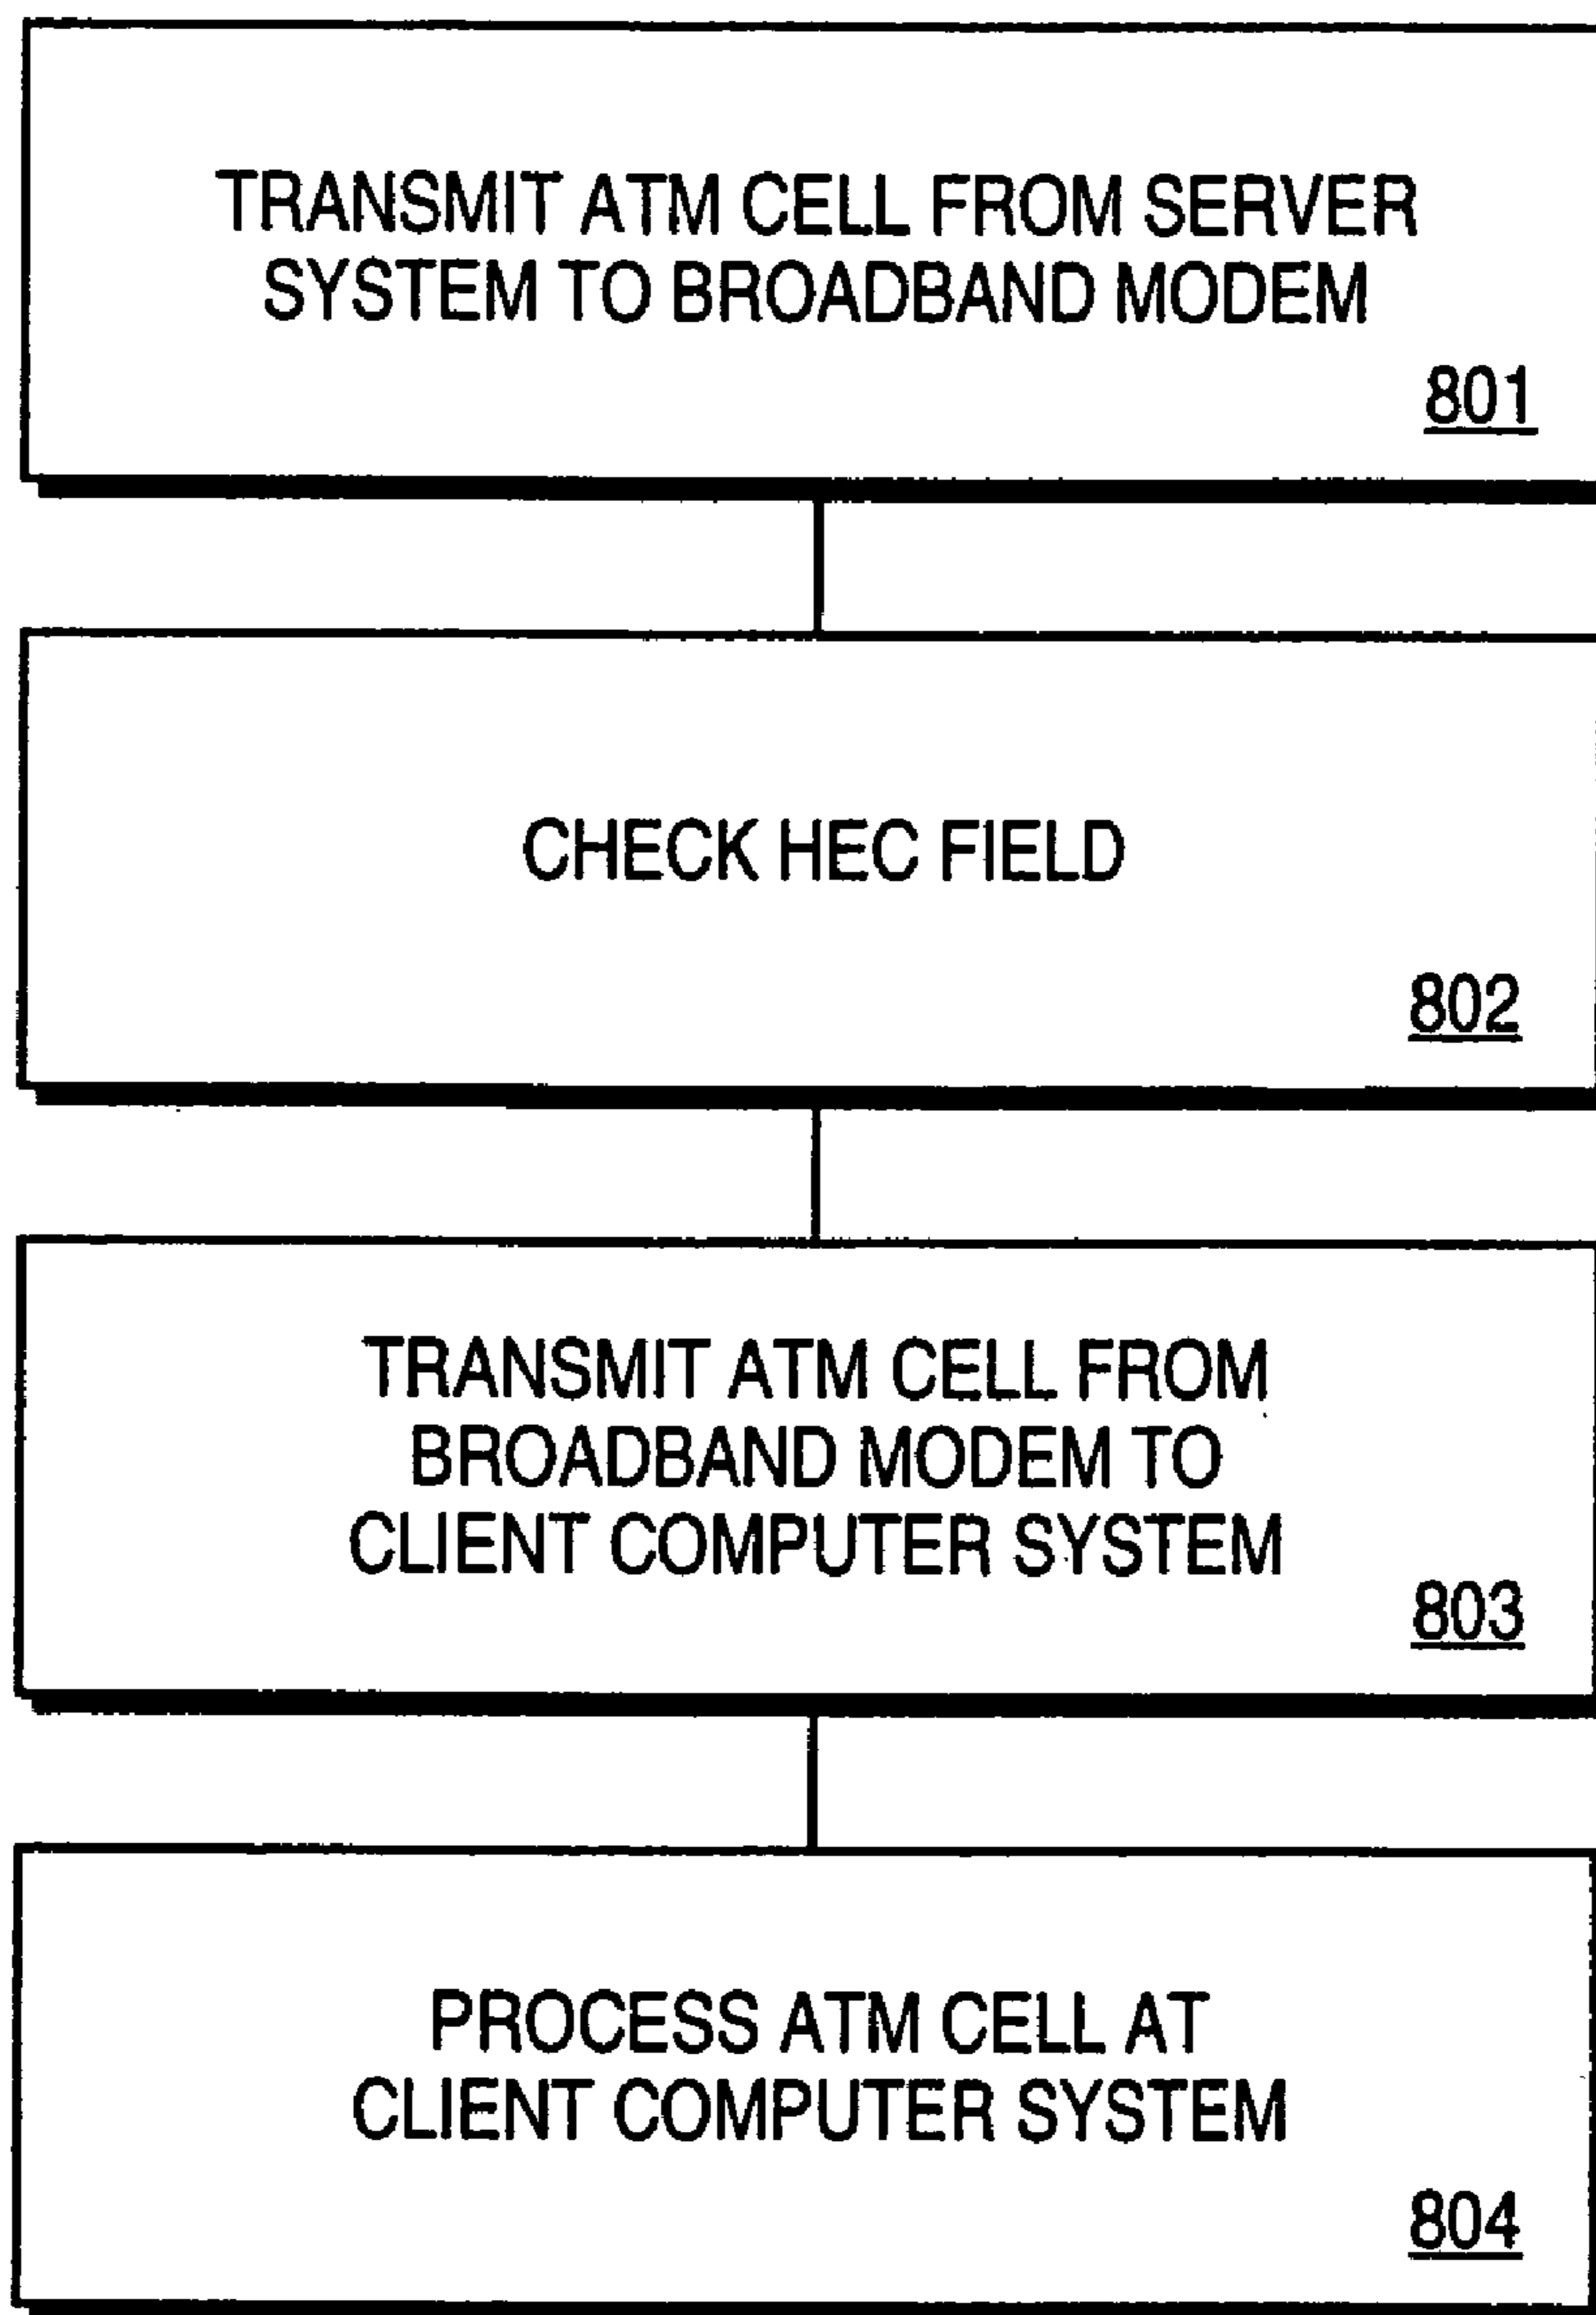 TRANSMIT ATM CELL FROM SERVER
SYSTEM TO BROADBAND MODEM
801
CHECK HEC FIELD
802
TRANSMIT ATM CELL FROM
BROADBAND MODEM TO
CLIENT COMPUTER SYSTEM
803
PROCESS ATM CELL AT
CLIENT COMPUTER SYSTEM
804